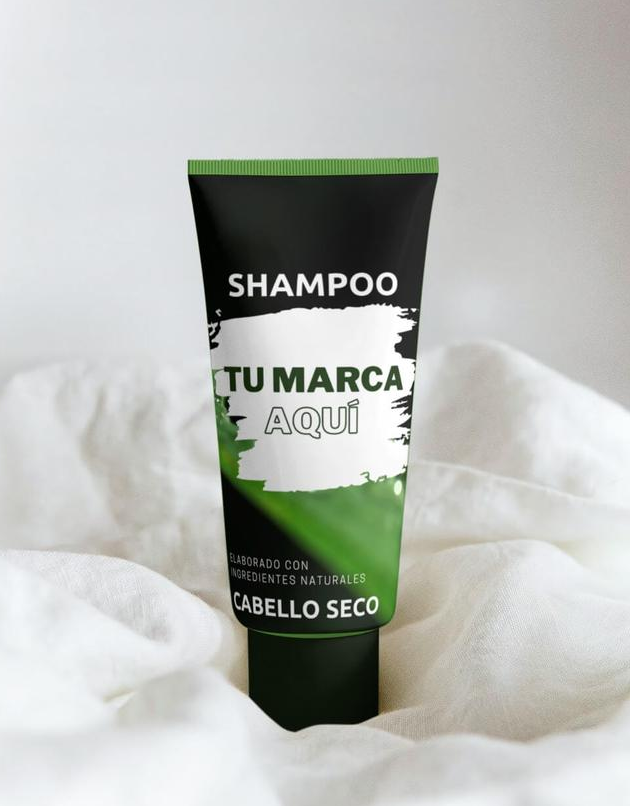 SHAMPOO
TU MARCA
AQUÍ
ELABORADO CON
INGREDIENTES NATURALES
CABELLO SECO